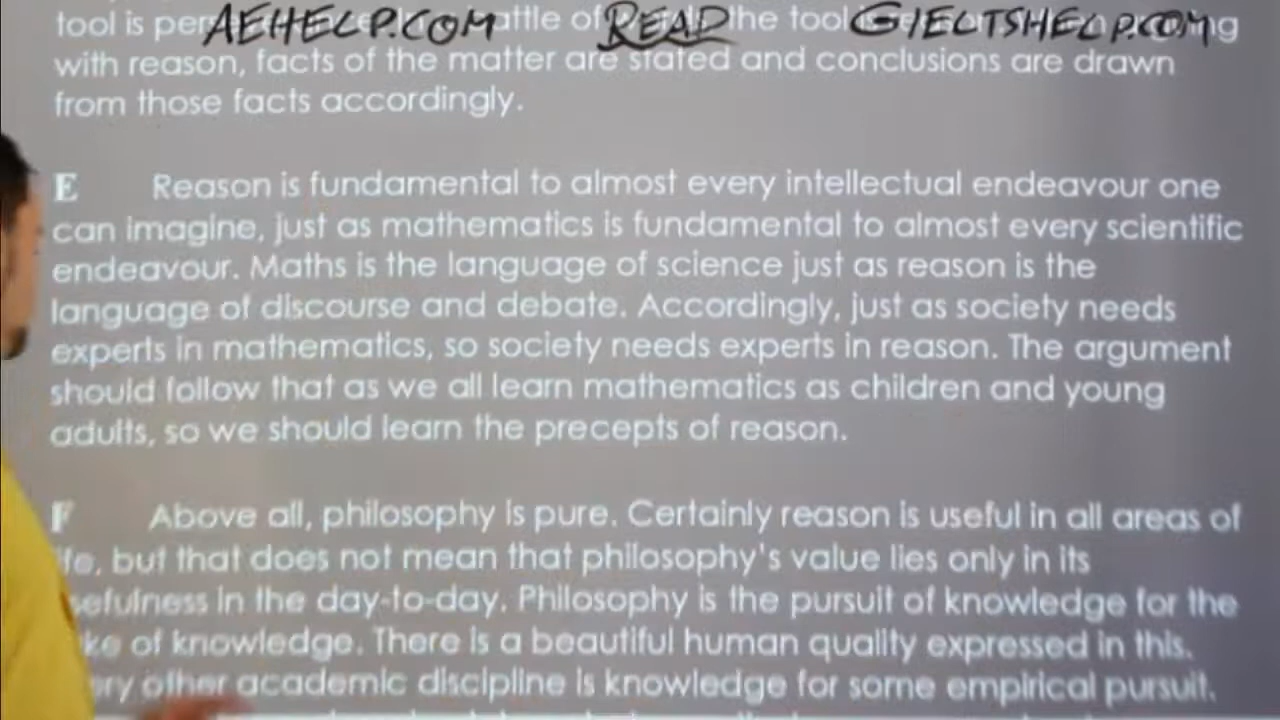 AEHELP.COM READ GIELTSHELP.COM
tool is the tool
with reason, facts of the matter are stated and conclusions are drawn
from those facts accordingly.
E Reason is fundamental to almost every intellectual endeavour one
can imagine, just as mathematics is fundamental to almost every scientific
endeavour. Maths is the language of science just as reason is the
language of discourse and debate. Accordingly, just as society needs
experts in mathematics, so society needs experts in reason. The argument
should follow that as we all learn mathematics as children and young
adults, so we should learn the precepts of reason.
F Above all, philosophy is pure. Certainly reason is useful in all areas of
but that does not mean that philosophy's value lies only in its
in the day-to-day. Philosophy is the pursuit of knowledge for the
of knowledge. There is a beautiful human quality expressed in this.
other academic discipline is knowledge for some empirical pursuit.